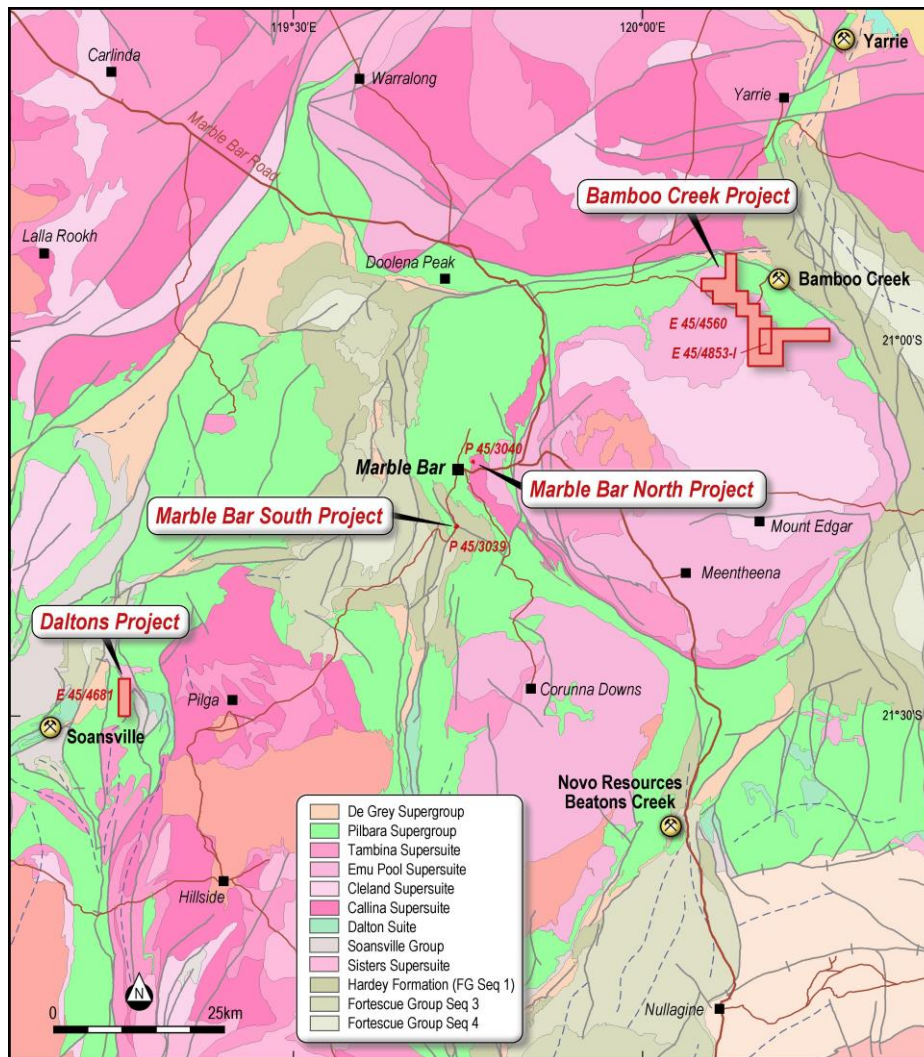 119°30'E
120°00'E
Carlinda
Warralong
Yarrie
Yarrie
Marble Bar Road
Bamboo Creek Project
Lalla Rookh
Doolena Peak
Bamboo Creek
E 45/4560
21°00'S
E 45/4853-I
P 45/3040
Marble Bar
Marble Bar North Project
Marble Bar South Project
Mount Edgar
P 45/3039
Meentheena
Daltons Project
E 45/4681
Pilga
Corunna Downs
21°30'S
Soansville
Novo Resources
Beatons Creek
Hillside
De Grey Supergroup
Pilbara Supergroup
Tambina Supersuite
Emu Pool Supersuite
Cleland Supersuite
Callina Supersuite
Dalton Suite
Soansville Group
Sisters Supersuite
Hardey Formation (FG Seq 1)
Fortescue Group Seq 3
Fortescue Group Seq 4
N
0
25km
Nullagine